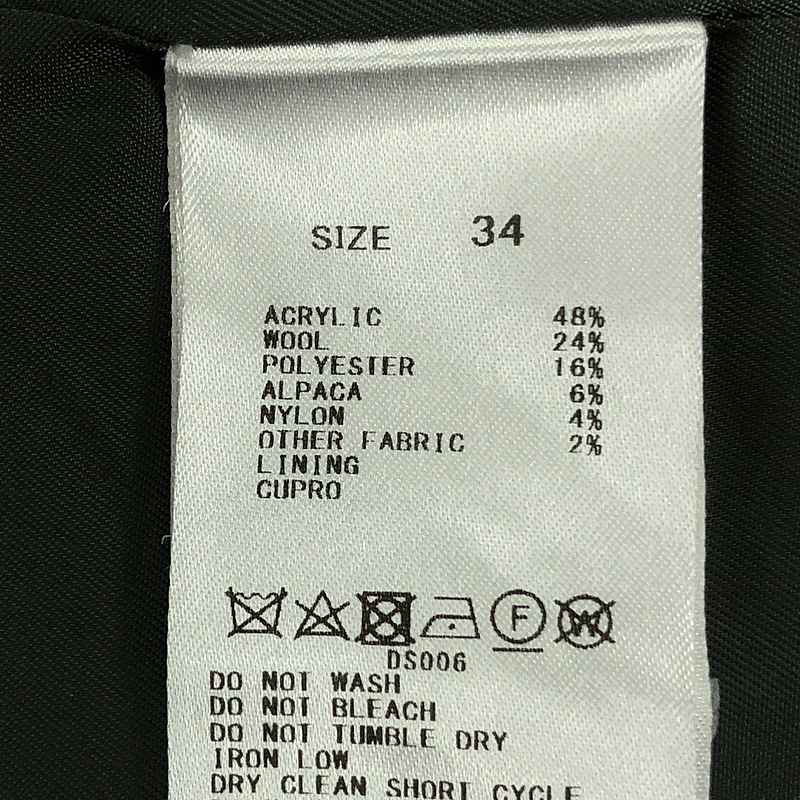 SIZE 34
ACRYLIC 48%
WOOL 24%
POLYESTER 16%
ALPACA 6%
NYLON 4%
OTHER FABRIC 2%
LINING
CUPRO
F W
DS006
DO NOT WASH
DO NOT BLEACH
DO NOT TUMBLE DRY
IRON LOW
DRY CLEAN SHORT CYCLE